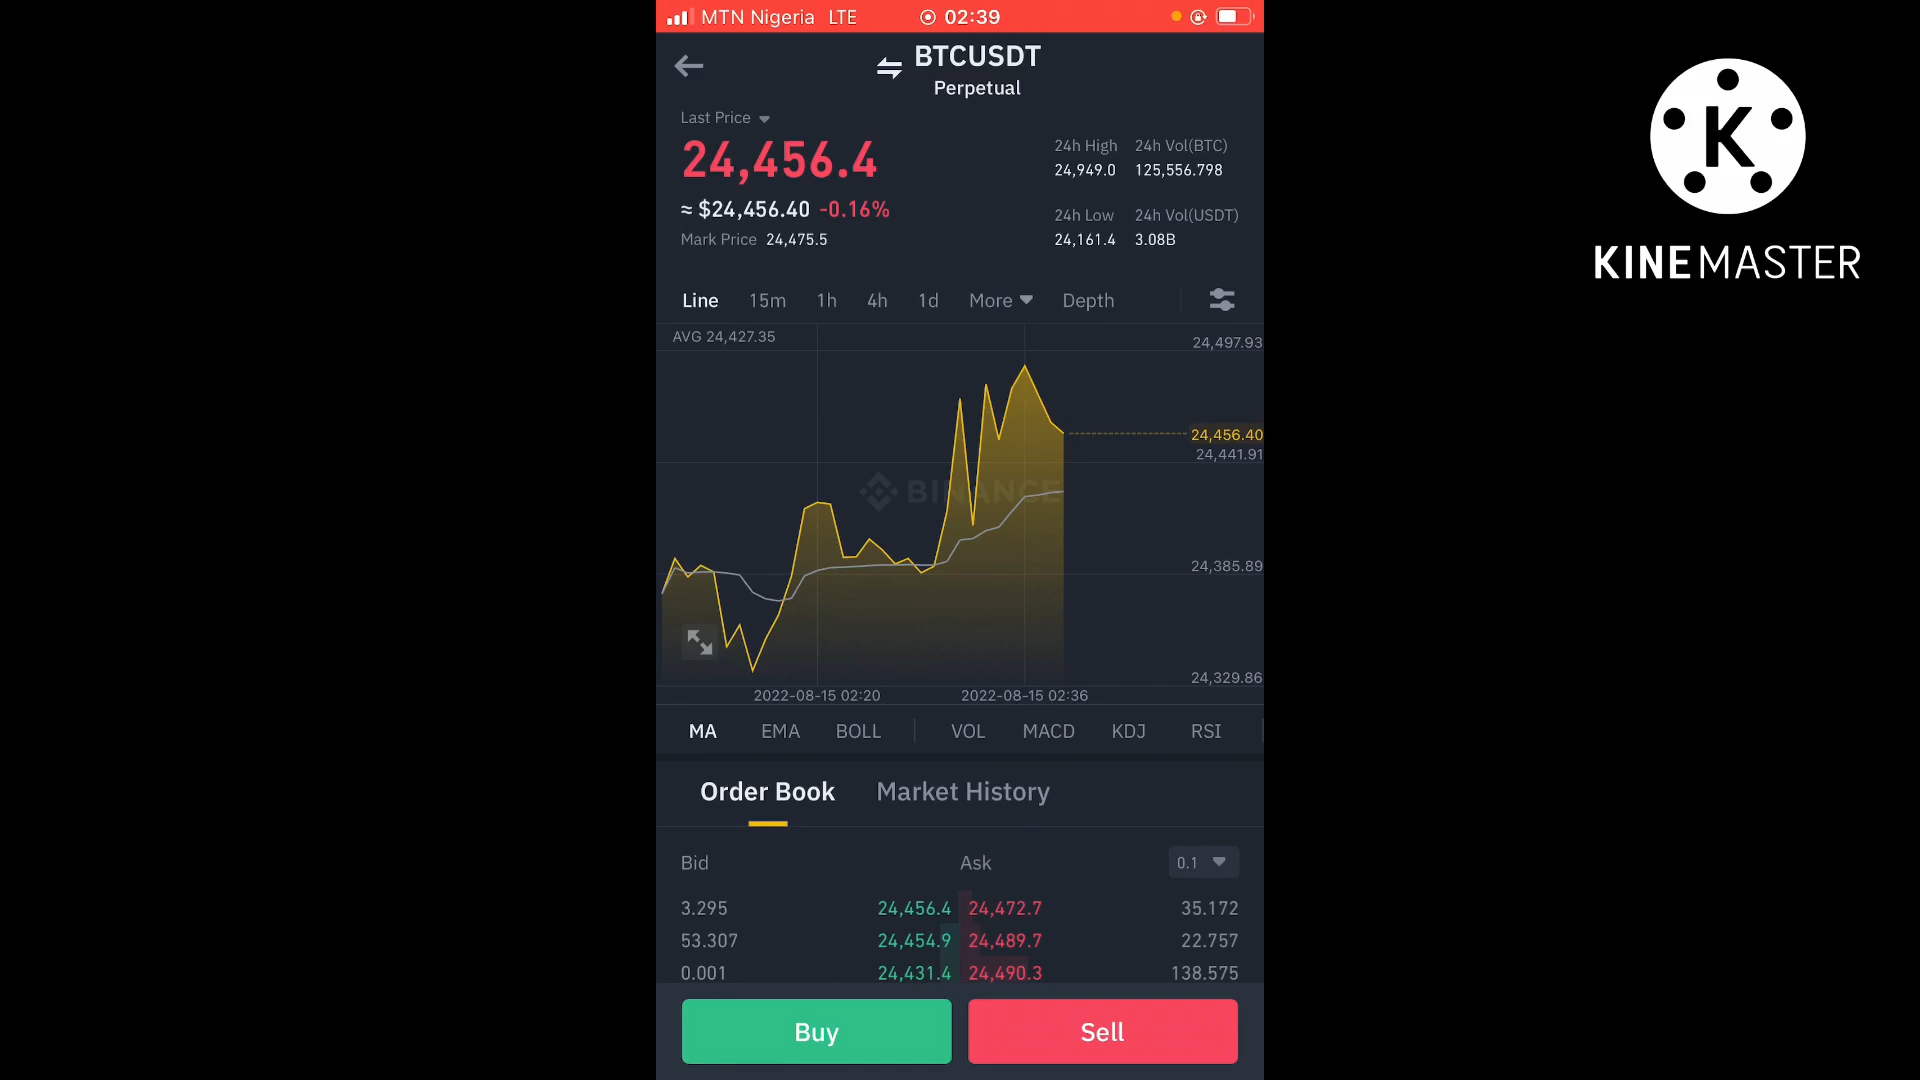 MTN Nigeria LTE 02:39
BTCUSDT
Perpetual
Last Price
24,456.4
≈ $24,456.40 -0.16%
Mark Price 24,475.5
24h High 24h Vol(BTC)
24,949.0 125,556.798
24h Low 24h Vol(USDT)
24,161.4 3.08B
Line 15m 1h 4h 1d More Depth
AVG 24,427.35
24,497.93
24,456.40
24,441.91
BINANCE
24,385.89
24,329.86
2022-08-15 02:20 2022-08-15 02:36
MA EMA BOLL VOL MACD KDJ RSI
Order Book Market History
Bid Ask 0.1
3.295 24,456.4 24,472.7 35.172
53.307 24,454.9 24,489.7 22.757
0.001 24,431.4 24,490.3 138.575
Buy Sell
K
KINEMASTER